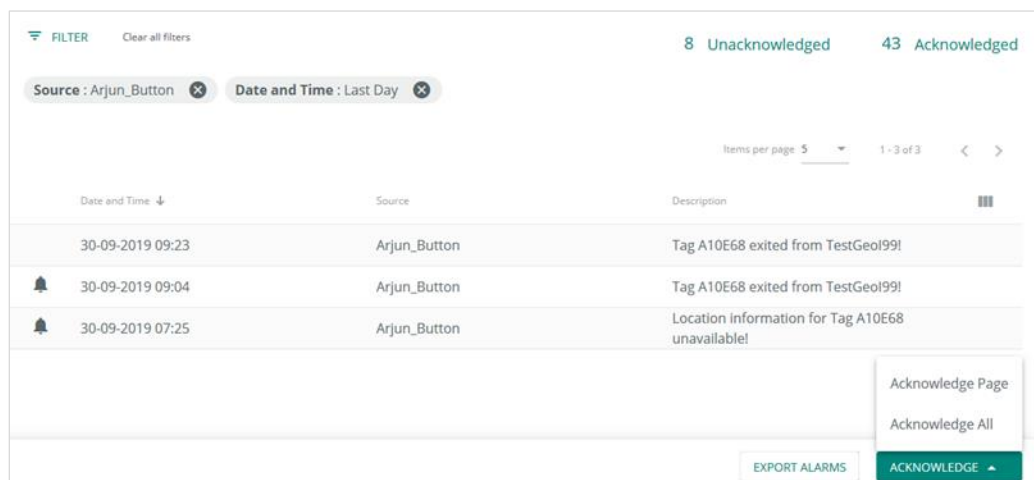 FILTER Clear all filters
8 Unacknowledged 43 Acknowledged
Source : Arjun_Button Date and Time : Last Day
Items per page 5 1 - 3 of 3
Date and Time Source Description
30-09-2019 09:23 Arjun_Button Tag A10E68 exited from TestGeoI99!
30-09-2019 09:04 Arjun_Button Tag A10E68 exited from TestGeoI99!
30-09-2019 07:25 Arjun_Button Location information for Tag A10E68
unavailable!
Acknowledge Page
Acknowledge All
EXPORT ALARMS ACKNOWLEDGE